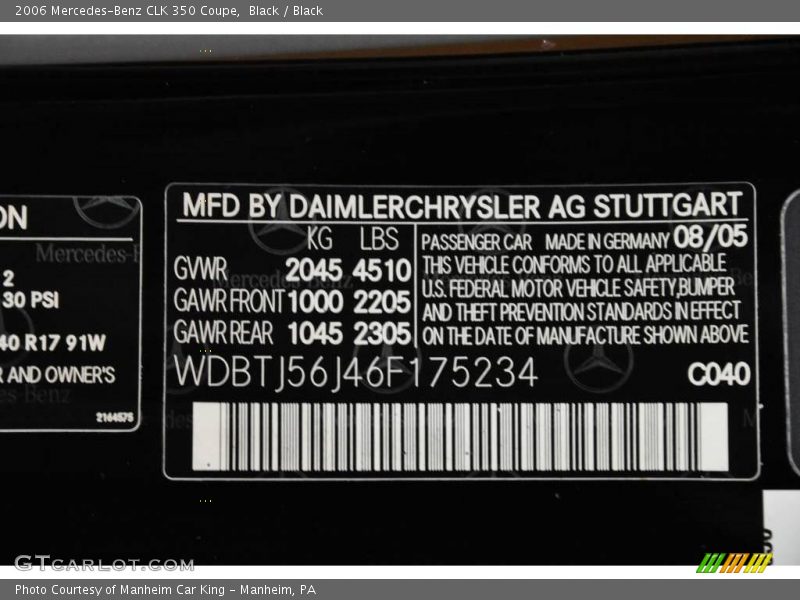 2006 Mercedes-Benz CLK 350 Coupe, Black / Black
ON
2
30 PSI
40 R17 91W
R AND OWNER'S
2164575
MFD BY DAIMLERCHRYSLER AG STUTTGART
KG LBS
GVWR 2045 4510
GAWR FRONT 1000 2205
GAWR REAR 1045 2305
PASSENGER CAR MADE IN GERMANY 08/05
THIS VEHICLE CONFORMS TO ALL APPLICABLE
U.S. FEDERAL MOTOR VEHICLE SAFETY, BUMPER
AND THEFT PREVENTION STANDARDS IN EFFECT
ON THE DATE OF MANUFACTURE SHOWN ABOVE
WDBTJ56J46F175234 C040
GTCARLOT.COM
Photo Courtesy of Manheim Car King - Manheim, PA